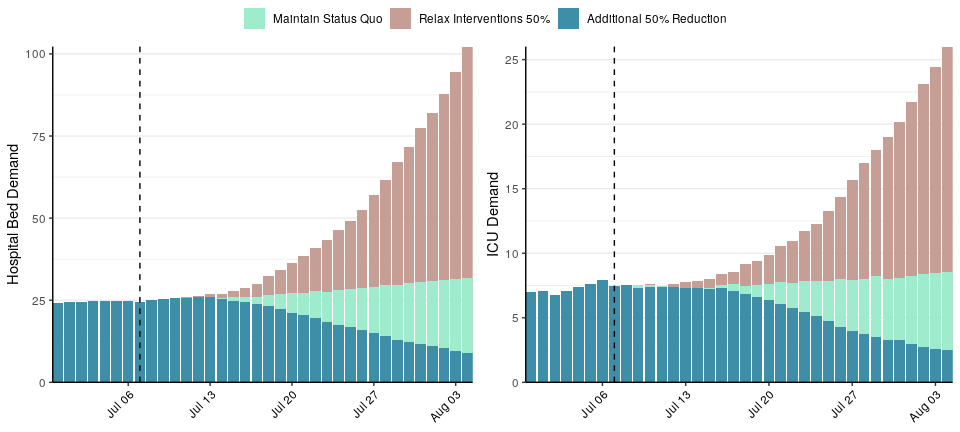 Maintain Status Quo Relax Interventions 50% Additional 50% Reduction
Hospital Bed Demand
100
75
50
25
0
Jul 06 Jul 13 Jul 20 Jul 27 Aug 03
ICU Demand
25
20
15
10
5
0
Jul 06 Jul 13 Jul 20 Jul 27 Aug 03